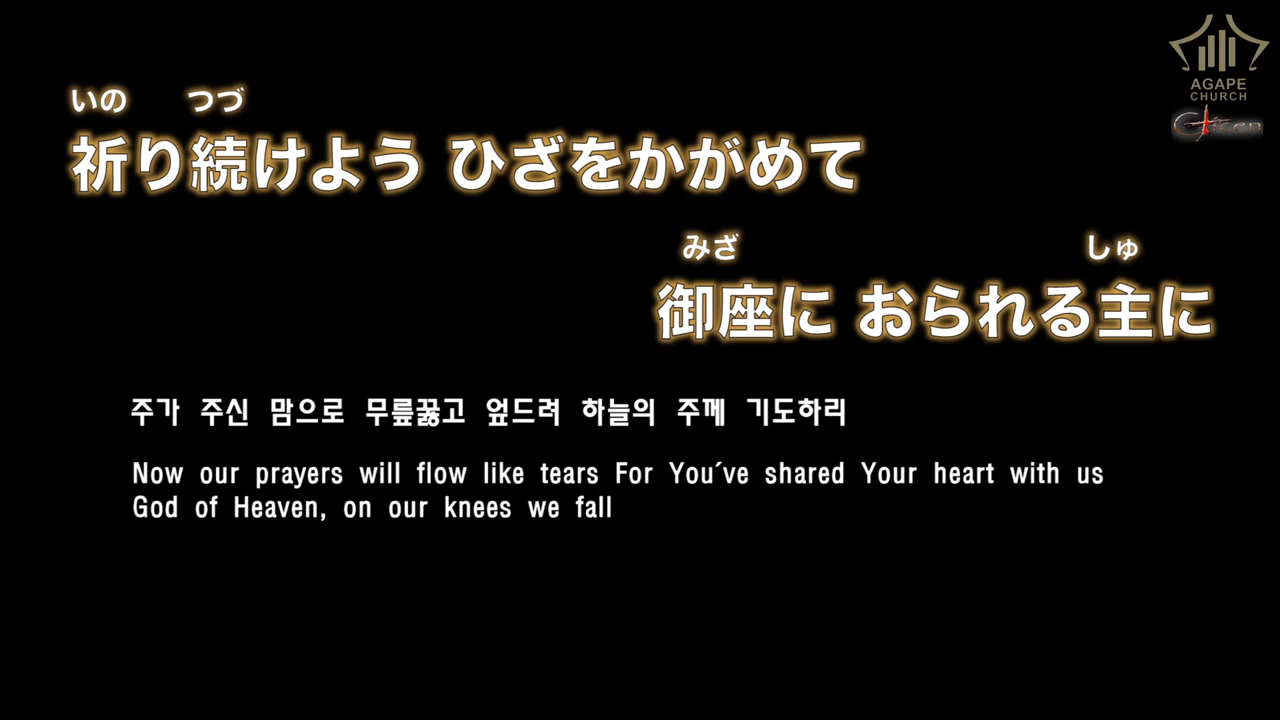 AGAPE
CHURCH
いの つづ
祈り続けよう ひざをかがめて
みざ しゅ
御座に おられる主に
주가 주신 맘으로 무릎꿇고 엎드려 하늘의 주께 기도하리
Now our prayers will flow like tears For You´ve shared Your heart with us
God of Heaven, on our knees we fall